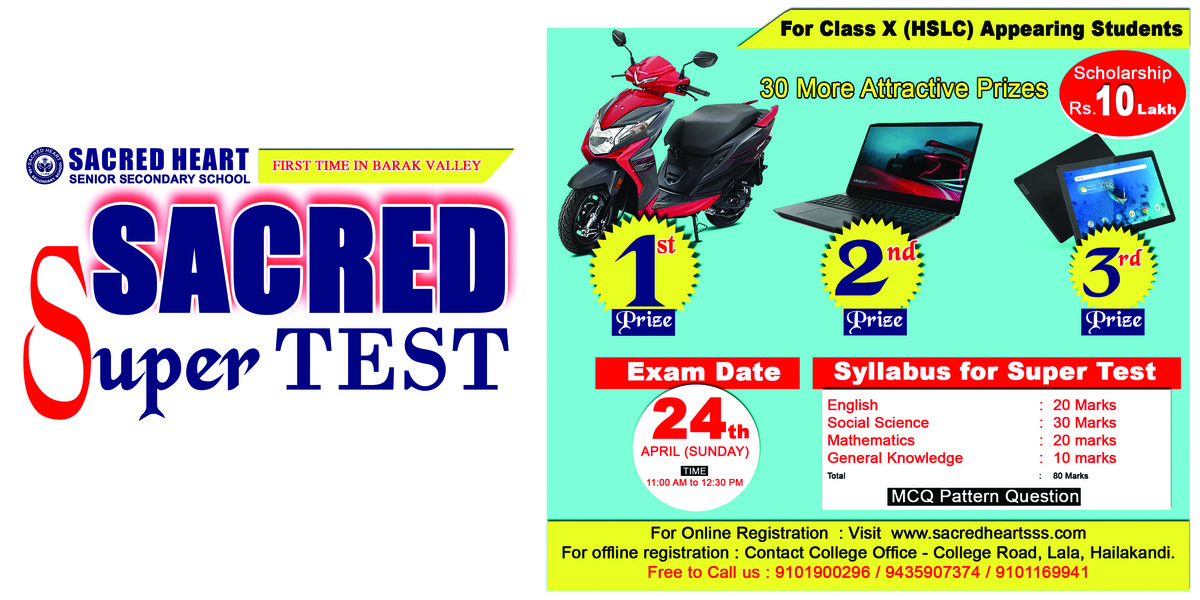 SACRED HEART
SENIOR SECONDARY SCHOOL
FIRST TIME IN BARAK VALLEY
SACRED
Super TEST
For Class X (HSLC) Appearing Students
30 More Attractive Prizes
Scholarship
Rs.10 Lakh
1st
Prize
2nd
Prize
3rd
Prize
Exam Date
24th
APRIL (SUNDAY)
TIME
11:00 AM to 12:30 PM
Syllabus for Super Test
English : 20 Marks
Social Science : 30 Marks
Mathematics : 20 marks
General Knowledge : 10 marks
Total : 80 Marks
MCQ Pattern Question
For Online Registration : Visit www.sacredheartsss.com
For offline registration : Contact College Office - College Road, Lala, Hailakandi.
Free to Call us : 9101900296 / 9435907374 / 9101169941